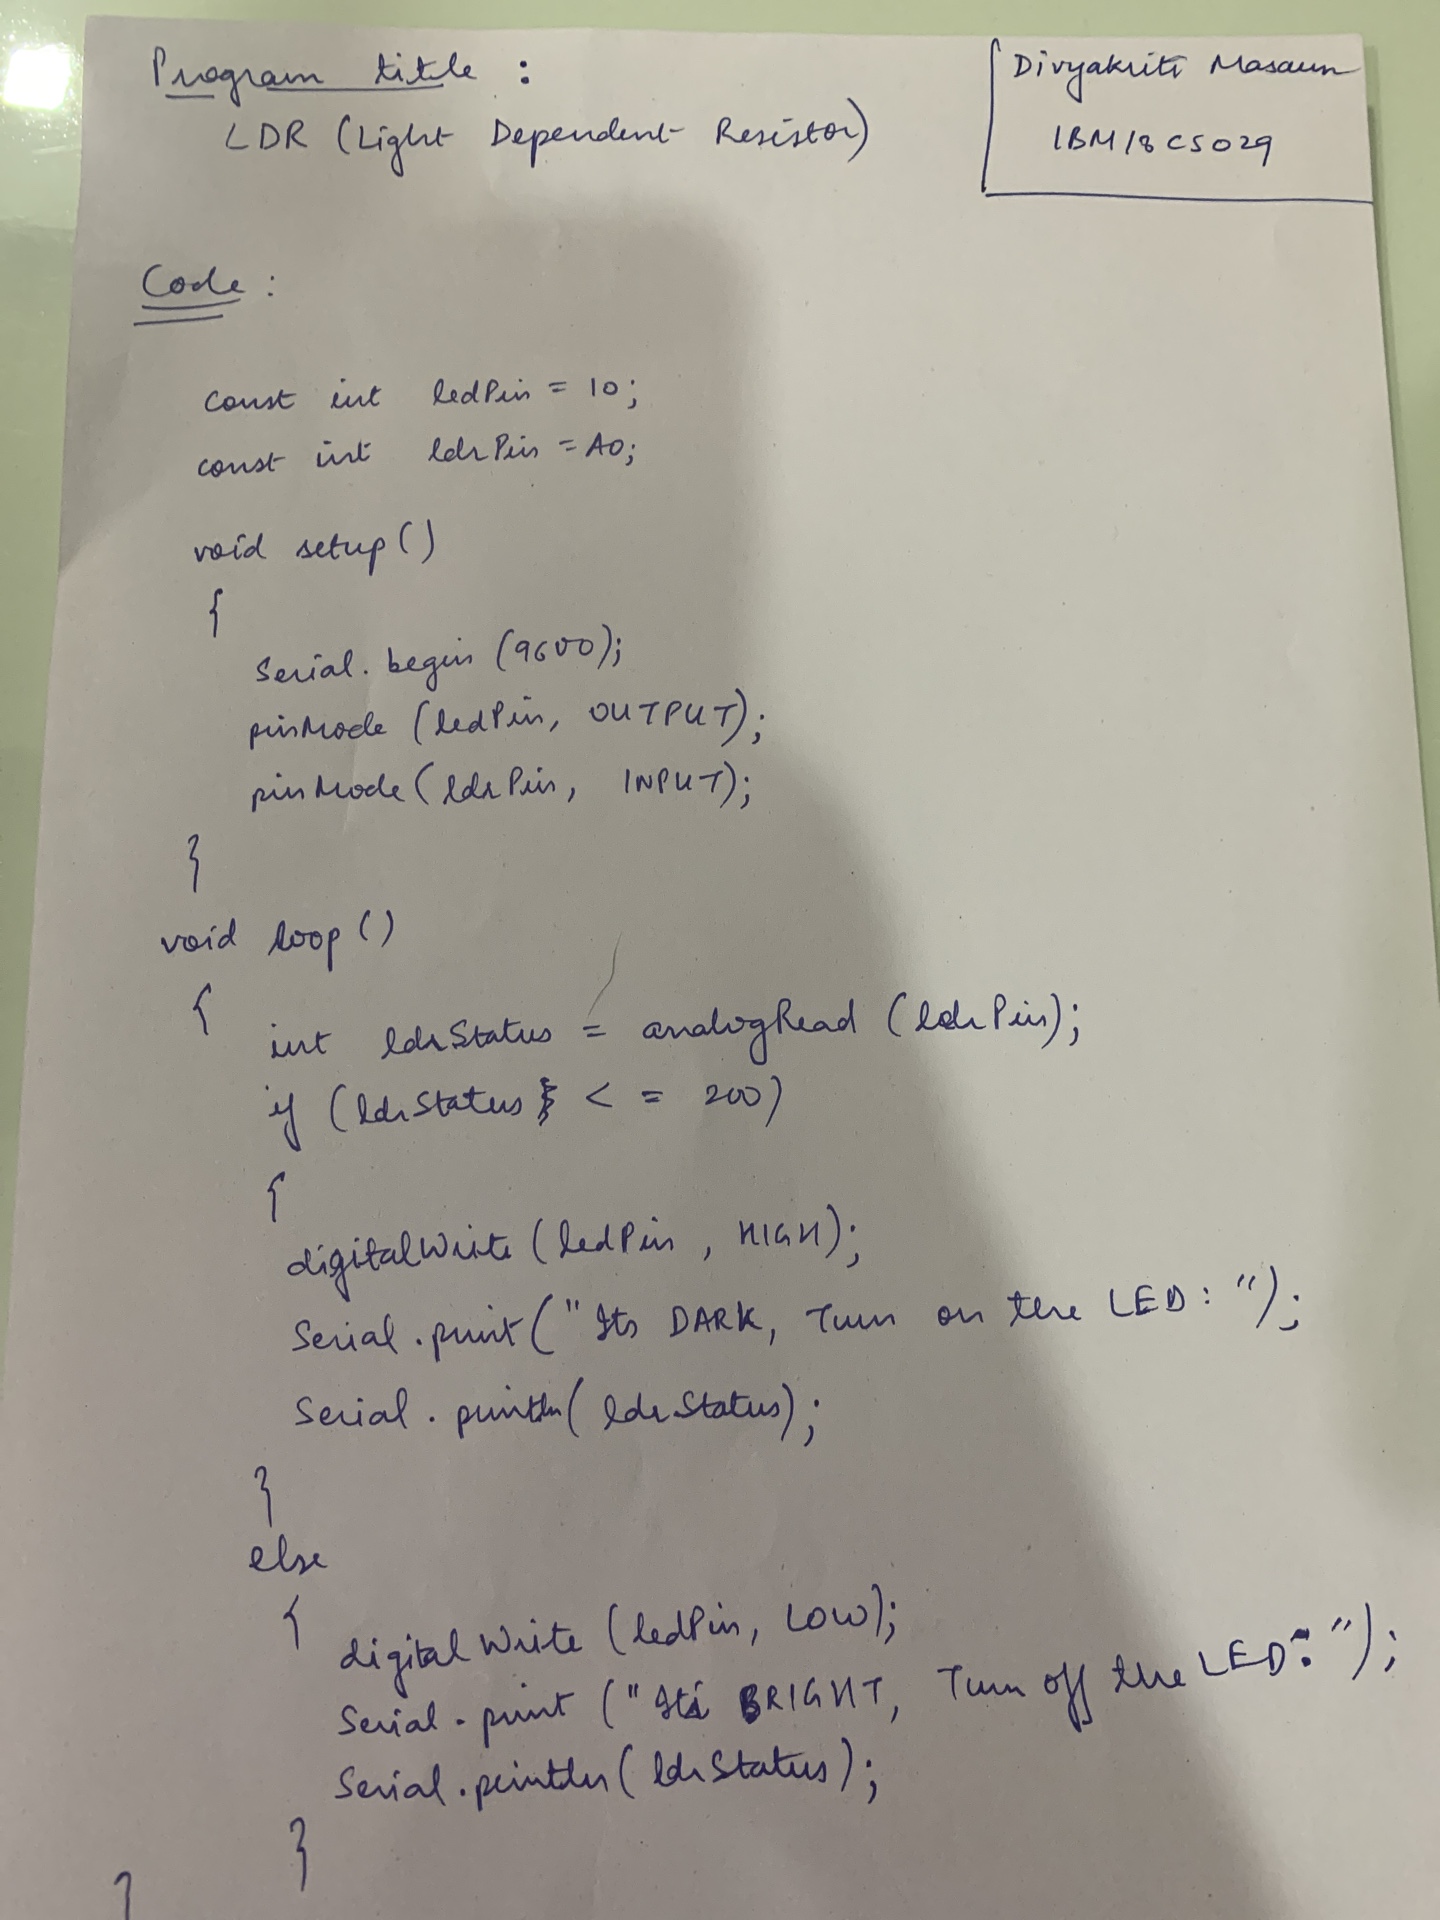 Program title :
LDR (Light Dependent Resistor)
Divyakriti Masaun
1BM18CS029
Code :
const int ledPin = 10;
const int ldrPin = A0;
void setup()
{
Serial.begin (9600);
pinMode (ledPin, OUTPUT);
pinMode (ldrPin, INPUT);
}
void loop()
{
int ldrStatus = analogRead (ldrPin);
if (ldrStatus < = 200)
{
digitalWrite (ledPin, HIGH);
Serial.print ("Its DARK, Turn on the LED: ");
Serial.println (ldrStatus);
}
else
{
digitalWrite (ledPin, LOW);
Serial.print ("Its BRIGHT, Turn off the LED: ");
Serial.println (ldrStatus);
}
}